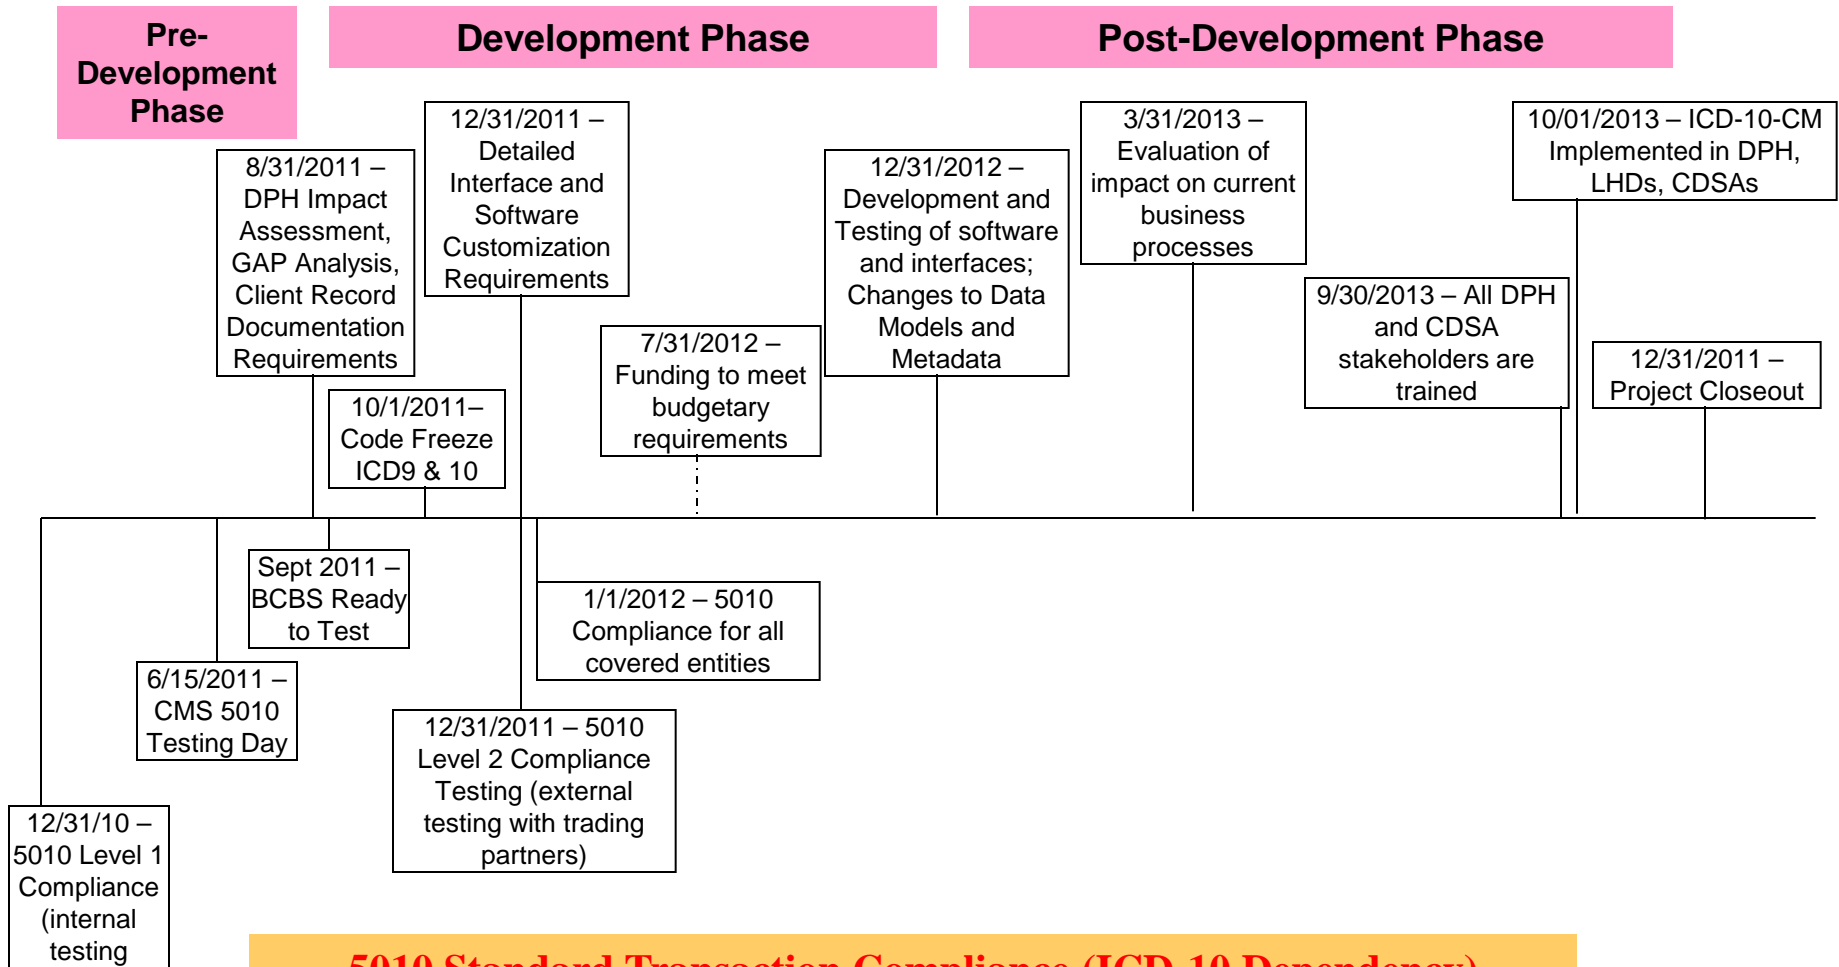 Pre-
Development
Phase
Development Phase
Post-Development Phase
8/31/2011 –
DPH Impact
Assessment,
GAP Analysis,
Client Record
Documentation
Requirements
12/31/2011 –
Detailed
Interface and
Software
Customization
Requirements
10/1/2011–
Code Freeze
ICD9 & 10
7/31/2012 –
Funding to meet
budgetary
requirements
12/31/2012 –
Development and
Testing of software
and interfaces;
Changes to Data
Models and
Metadata
3/31/2013 –
Evaluation of
impact on current
business
processes
9/30/2013 – All DPH
and CDSA
stakeholders are
trained
10/01/2013 – ICD-10-CM
Implemented in DPH,
LHDs, CDSAs
12/31/2011 –
Project Closeout
12/31/10 –
5010 Level 1
Compliance
(internal
testing
6/15/2011 –
CMS 5010
Testing Day
Sept 2011 –
BCBS Ready
to Test
12/31/2011 – 5010
Level 2 Compliance
Testing (external
testing with trading
partners)
1/1/2012 – 5010
Compliance for all
covered entities
5010 Standard Transaction Compliance (ICD-10 Dependency)